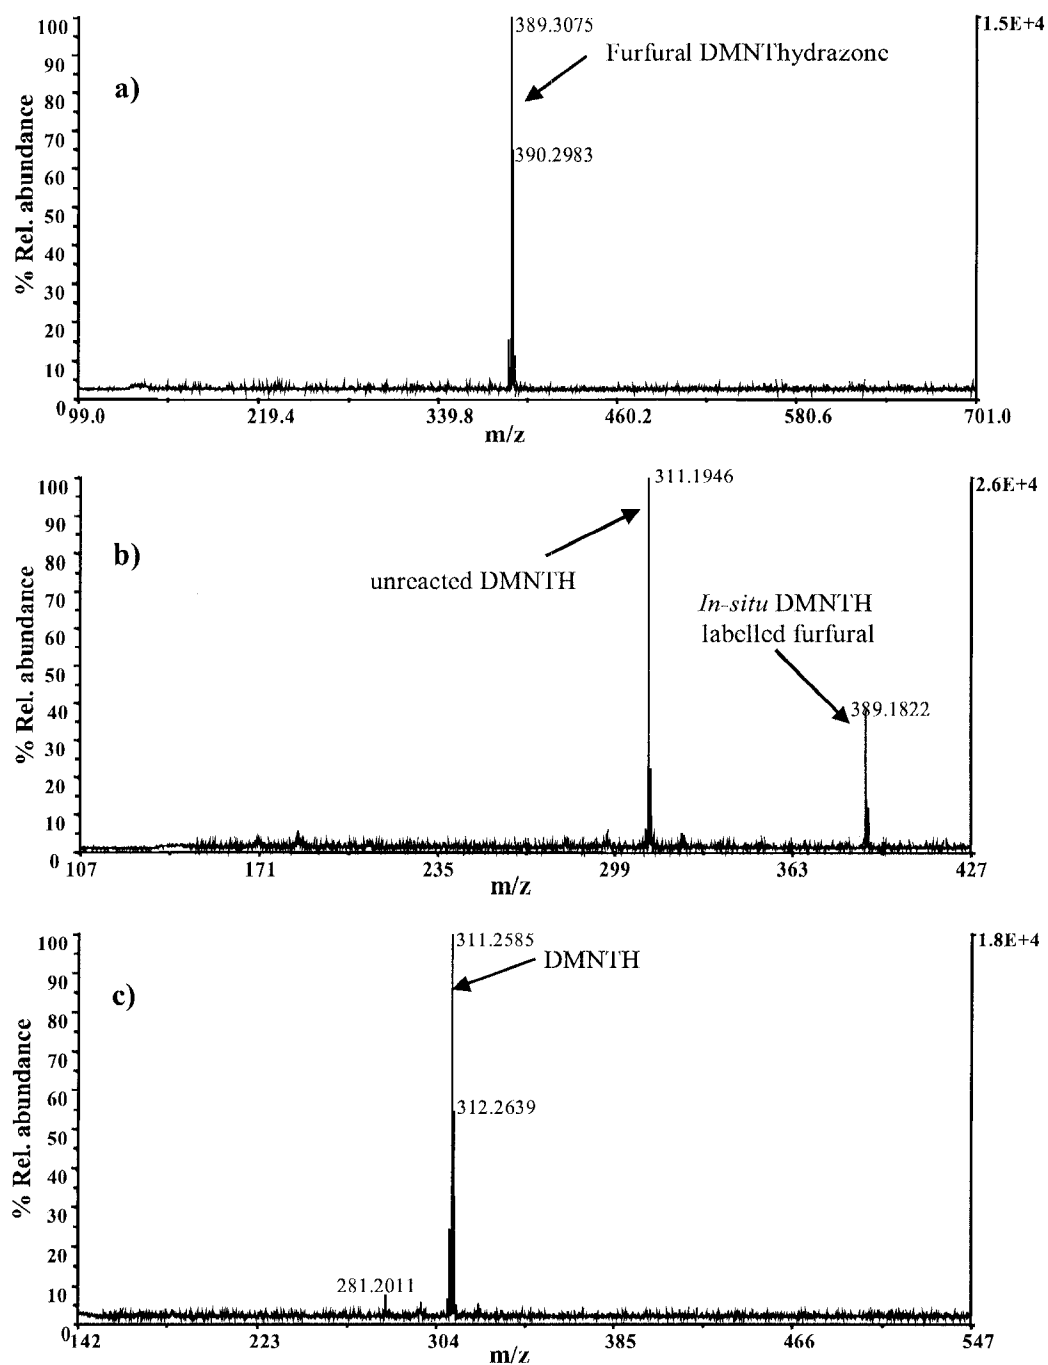 100
389.3075
1.5E+4
Furfural DMNThydrazone
90
a)
80
70
390.2983
60
50
40
30
20
10
0
% Rel. abundance
99.0 219.4 339.8 460.2 580.6 701.0
m/z
100
311.1946
2.6E+4
90
b)
80
unreacted DMNTH
70
In-situ DMNTH
labelled furfural
60
50
40
389.1822
30
20
10
0
% Rel. abundance
107 171 235 299 363 427
m/z
100
311.2585
1.8E+4
DMNTH
90
c)
80
70
60
312.2639
50
40
30
20
281.2011
10
0
% Rel. abundance
142 223 304 385 466 547
m/z